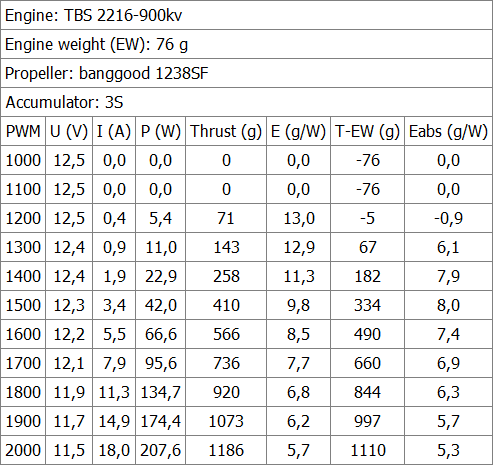 Engine: TBS 2216-900kv
Engine weight (EW): 76 g
Propeller: banggood 1238SF
Accumulator: 3S
PWM U (V) I (A) P (W) Thrust (g) E (g/W) T-EW (g) Eabs (g/W)
1000 12,5 0,0 0,0 0 0,0 -76 0,0
1100 12,5 0,0 0,0 0 0,0 -76 0,0
1200 12,5 0,4 5,4 71 13,0 -5 -0,9
1300 12,4 0,9 11,0 143 12,9 67 6,1
1400 12,4 1,9 22,9 258 11,3 182 7,9
1500 12,3 3,4 42,0 410 9,8 334 8,0
1600 12,2 5,5 66,6 566 8,5 490 7,4
1700 12,1 7,9 95,6 736 7,7 660 6,9
1800 11,9 11,3 134,7 920 6,8 844 6,3
1900 11,7 14,9 174,4 1073 6,2 997 5,7
2000 11,5 18,0 207,6 1186 5,7 1110 5,3